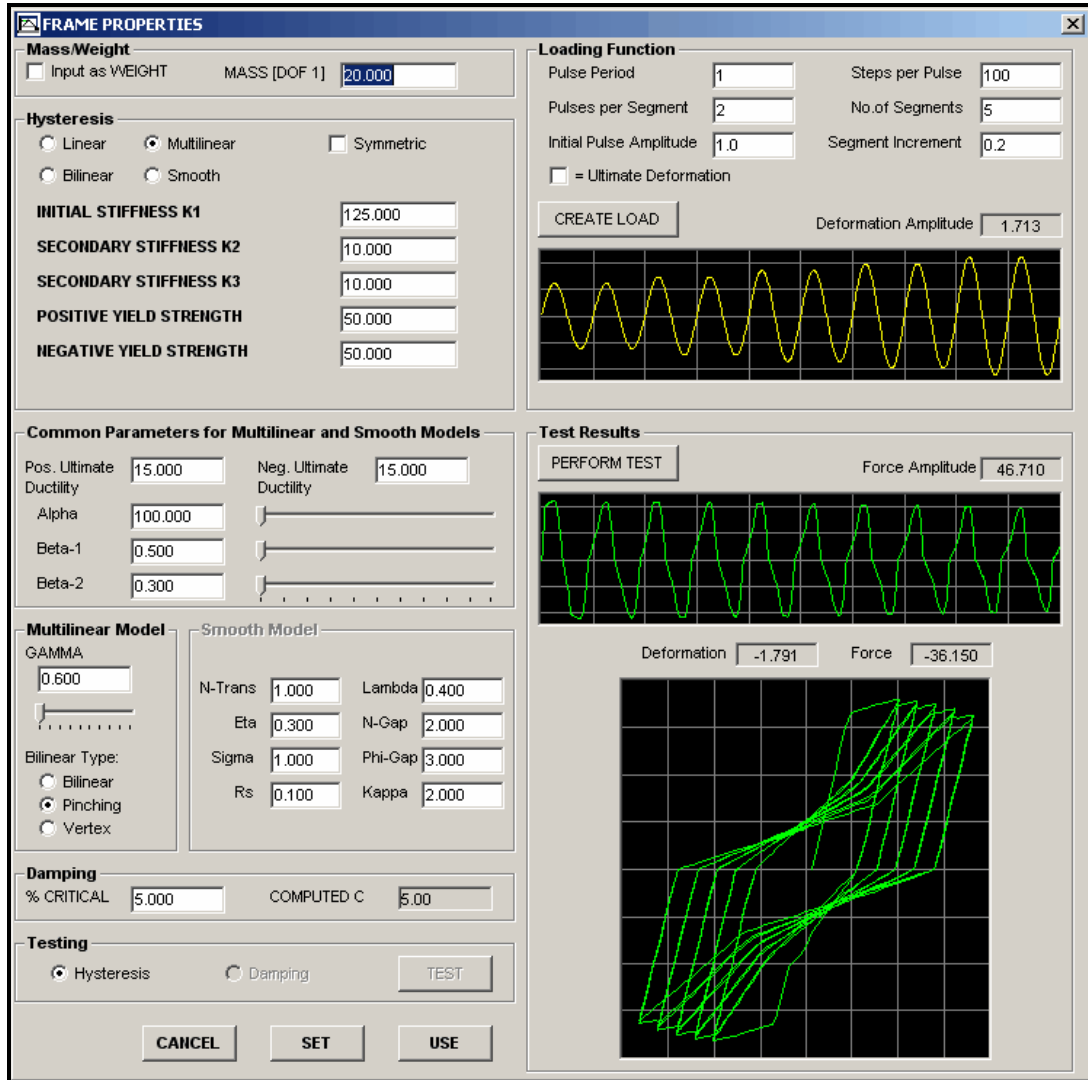 FRAME PROPERTIES
Mass/Weight
Input as WEIGHT MASS [DOF 1] 20.000
Hysteresis
Linear Multilinear Symmetric
Bilinear Smooth
INITIAL STIFFNESS K1 125.000
SECONDARY STIFFNESS K2 10.000
SECONDARY STIFFNESS K3 10.000
POSITIVE YIELD STRENGTH 50.000
NEGATIVE YIELD STRENGTH 50.000
Common Parameters for Multilinear and Smooth Models
Pos. Ultimate Ductility 15.000 Neg. Ultimate Ductility 15.000
Alpha 100.000
Beta-1 0.500
Beta-2 0.300
Multilinear Model
GAMMA
0.600
Bilinear Type:
Bilinear
Pinching
Vertex
Smooth Model
N-Trans 1.000 Lambda 0.400
Eta 0.300 N-Gap 2.000
Sigma 1.000 Phi-Gap 3.000
Rs 0.100 Kappa 2.000
Damping
% CRITICAL 5.000 COMPUTED C 5.00
Testing
Hysteresis Damping TEST
CANCEL SET USE
Loading Function
Pulse Period 1 Steps per Pulse 100
Pulses per Segment 2 No.of Segments 5
Initial Pulse Amplitude 1.0 Segment Increment 0.2
= Ultimate Deformation
CREATE LOAD Deformation Amplitude 1.713
Test Results
PERFORM TEST Force Amplitude 46.710
Deformation -1.791 Force -36.150